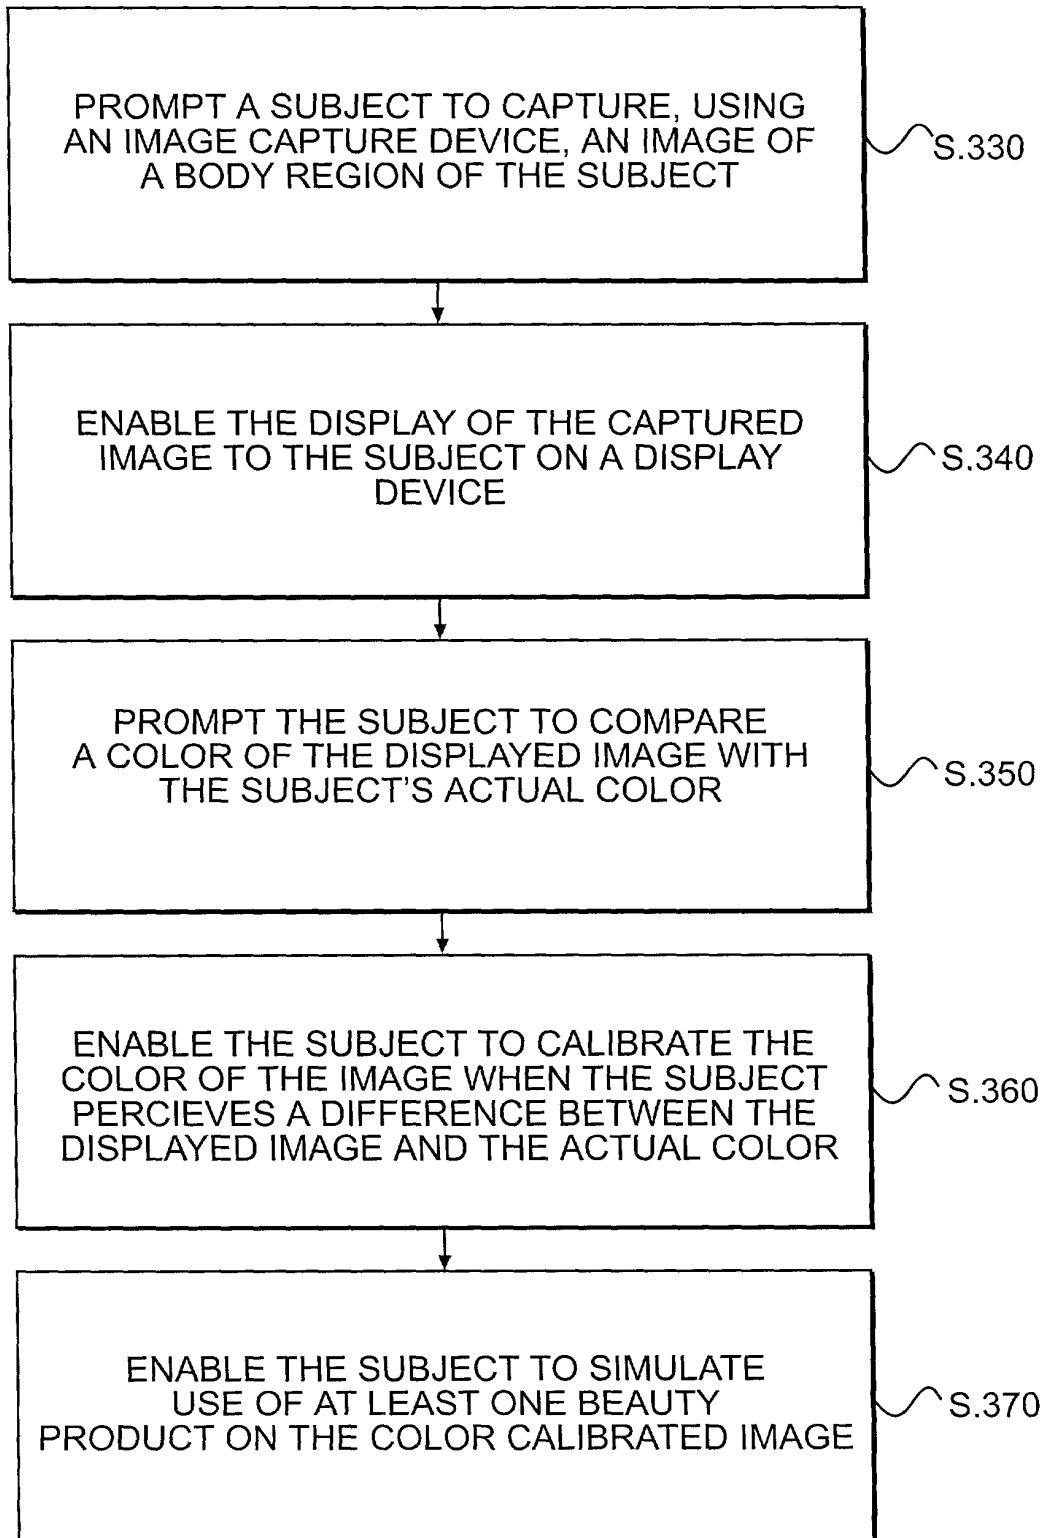 PROMPT A SUBJECT TO CAPTURE, USING
AN IMAGE CAPTURE DEVICE, AN IMAGE OF
A BODY REGION OF THE SUBJECT
S.330
ENABLE THE DISPLAY OF THE CAPTURED
IMAGE TO THE SUBJECT ON A DISPLAY
DEVICE
S.340
PROMPT THE SUBJECT TO COMPARE
A COLOR OF THE DISPLAYED IMAGE WITH
THE SUBJECT'S ACTUAL COLOR
S.350
ENABLE THE SUBJECT TO CALIBRATE THE
COLOR OF THE IMAGE WHEN THE SUBJECT
PERCIEVES A DIFFERENCE BETWEEN THE
DISPLAYED IMAGE AND THE ACTUAL COLOR
S.360
ENABLE THE SUBJECT TO SIMULATE
USE OF AT LEAST ONE BEAUTY
PRODUCT ON THE COLOR CALIBRATED IMAGE
S.370